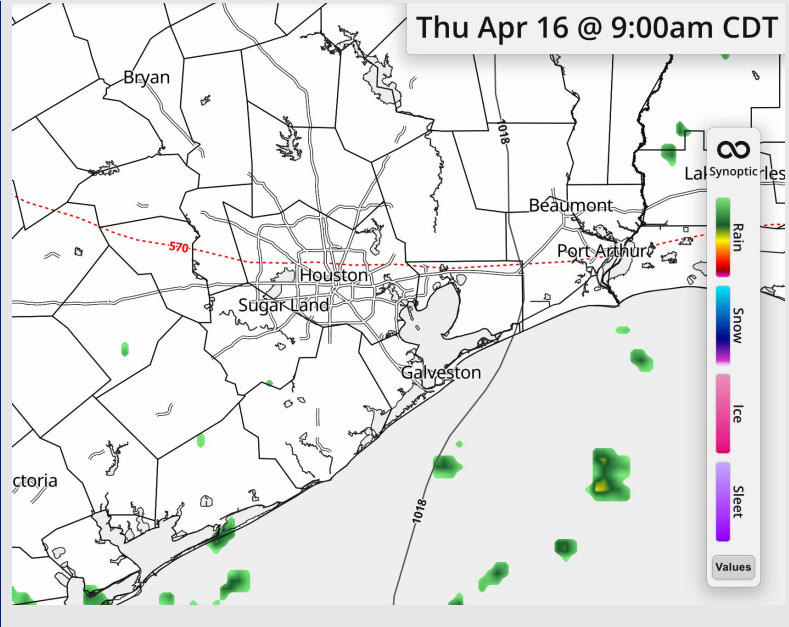 Thu Apr 16 @ 9:00am CDT
Bryan
1018
Synoptic
Beaumont
Rain
570
Port Arthur
Houston
Sugar Land
Snow
Galveston
Ice
ctoria
1018
Sleet
Values